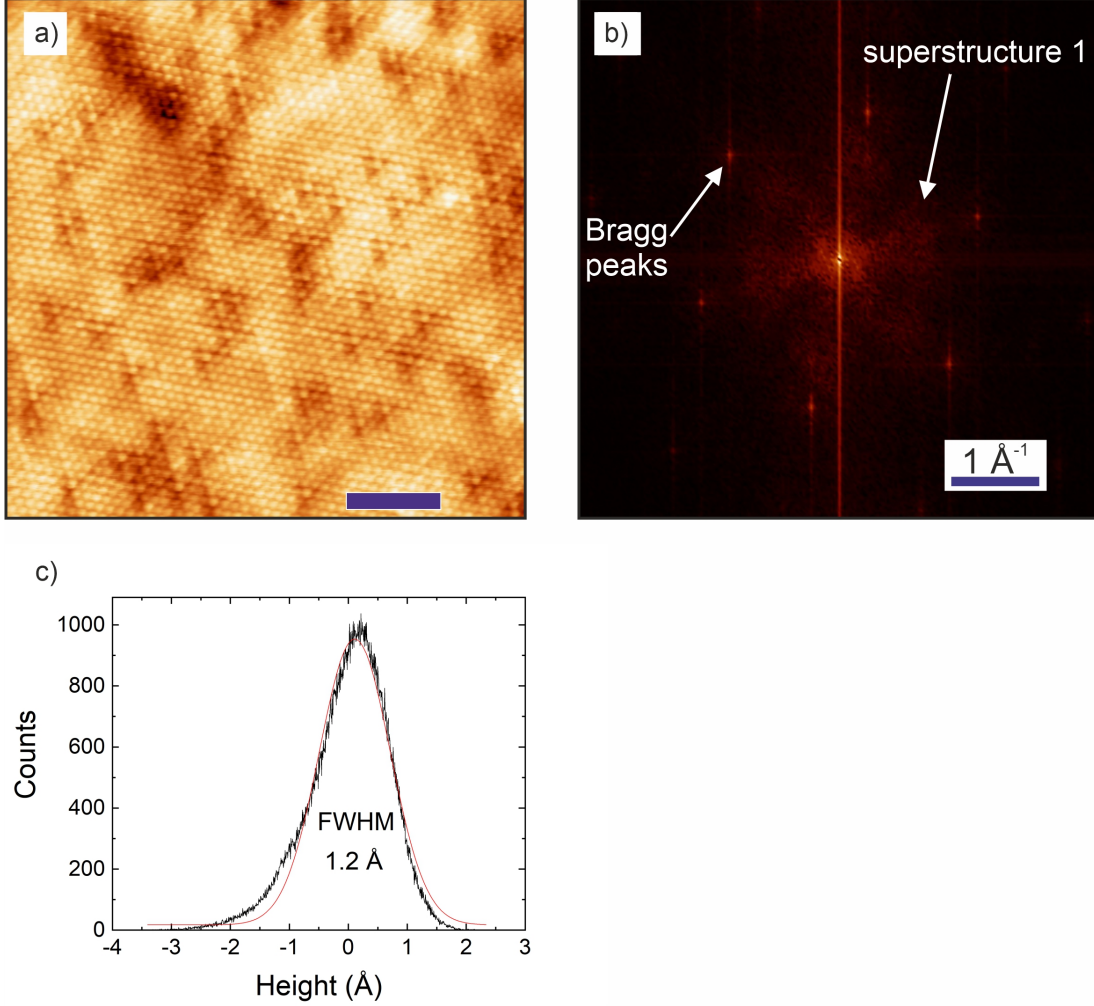 a)
b)
superstructure 1
Bragg
peaks
1 Å⁻¹
c)
1000
800
600
400
200
0
Counts
FWHM
1.2 Å
-4
-3
-2
-1
0
1
2
3
Height (Å)